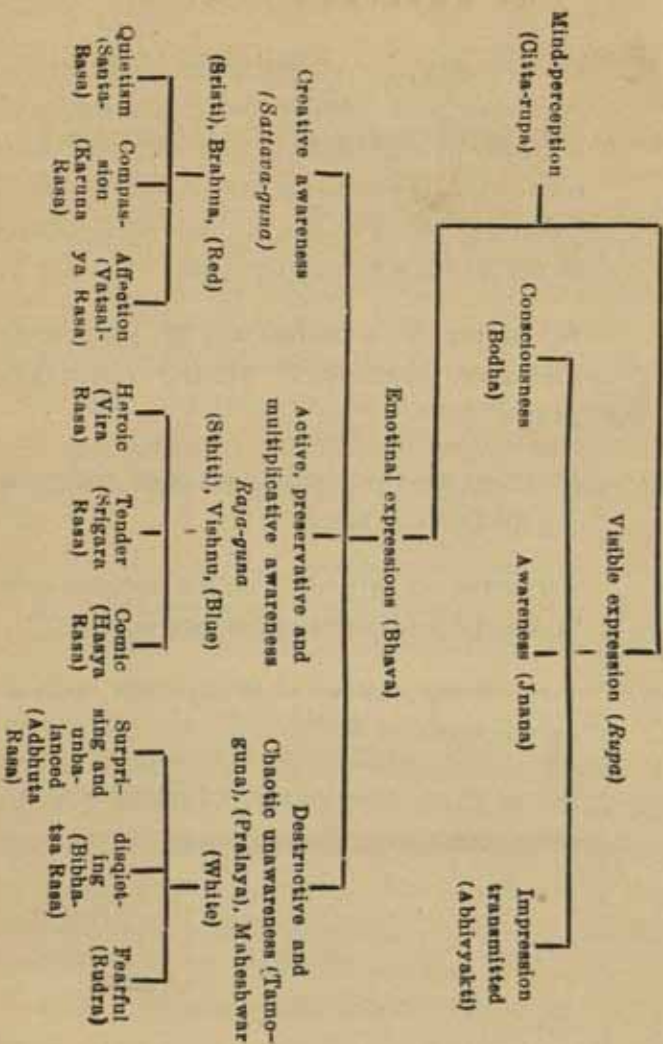 Mind-perception
(Citta-rupa)
Visible expression (Rupa)
Consciousness
(Bodha)
Awareness (Jnana)
Impression
transmitted
(Abhivyakti)
Emotinal expressions (Bhava)
Creative awareness
(Sattava-guna)
(Sristi), Brahma, (Red)
Active, preservative and
multiplicative awareness
Raja-guna
(Sthiti), Vishnu, (Blue)
Destructive and
Chaotic unawareness (Tamo-
guna), (Pralaya), Maheshwar
(White)
Quietism
(Santa-
Rasa)
Compas-
sion
(Karuna
Rasa)
Affection
(Vatsal-
ya Rasa)
Heroic
(Vira
Rasa)
Tender
(Srigara
Rasa)
Comic
(Hasya
Rasa)
Surpri-
sing and
unba-
lanced
(Adbhuta
Rasa)
disqiet-
ing
(Bibha-
tsa Rasa)
Fearful
(Rudra)